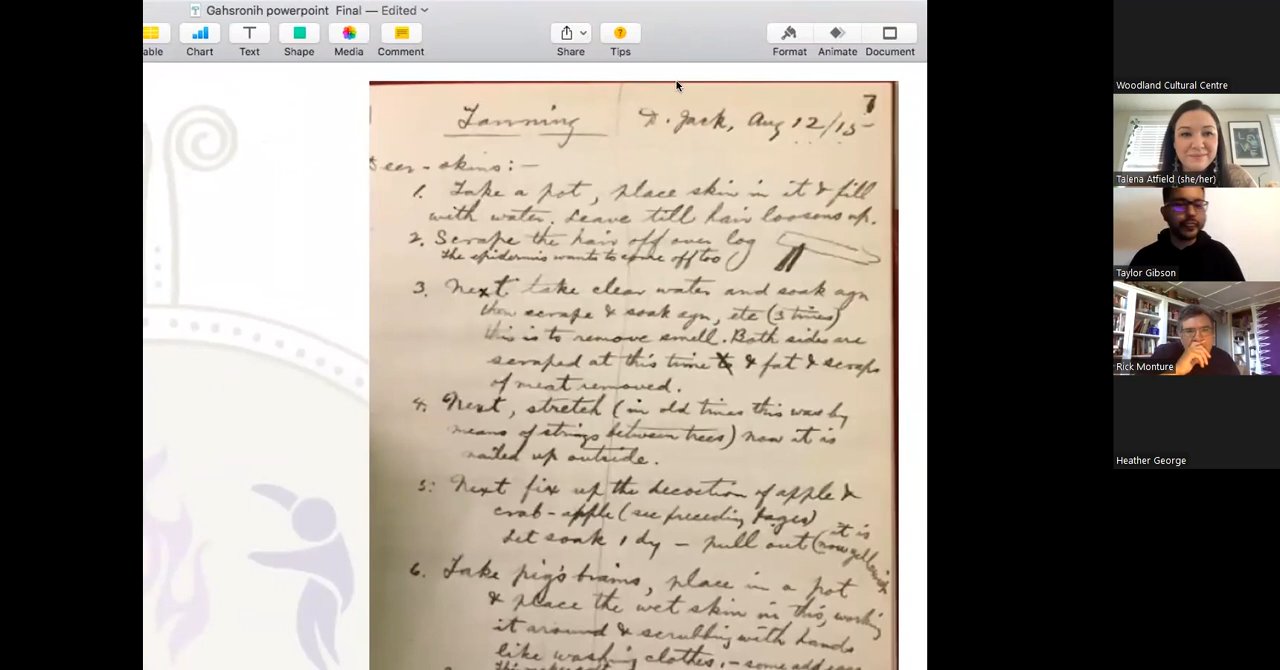 Gahsronih powerpoint Final — Edited
able Chart Text Shape Media Comment Share Tips Format Animate Document
7
Tanning D. Jack, Aug 12/15
Deer-skins:—
1. Take a pot, place skin in it & fill
with water. Leave till hair loosens up.
2. Scrape the hair off over log
the epidermis wants to come off too
3. Next take clear water and soak agn
then scrape & soak agn, etc (3 times)
this is to remove smell. Both sides are
scraped at this time & fat & scraps
of meat removed.
4. Next, stretch (in old times this was by
means of strings between trees) now it is
nailed up outside.
5. Next fix up the decoction of apple &
crab-apple (see preceding pages)
Let soak 1 dy — pull out (it is
now yellowish
6. Take pig's brains, place in a pot
& place the wet skin in this, working
it around & scrubbing with hands
like washing clothes,- some add
Woodland Cultural Centre
Talena Atfield (she/her)
Taylor Gibson
Rick Monture
Heather George